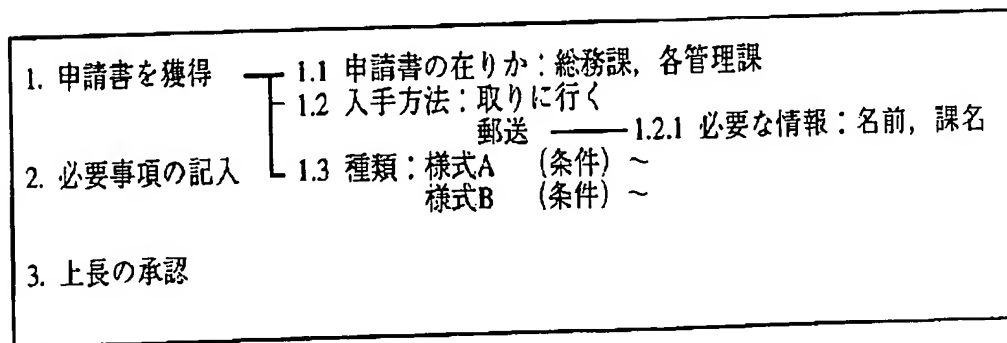 1. 申請書を獲得
1.1 申請書の在りか：総務課，各管理課
1.2 入手方法：取りに行く
郵送
1.2.1 必要な情報：名前，課名
1.3 種類：様式A （条件）～
様式B （条件）～
2. 必要事項の記入
3. 上長の承認